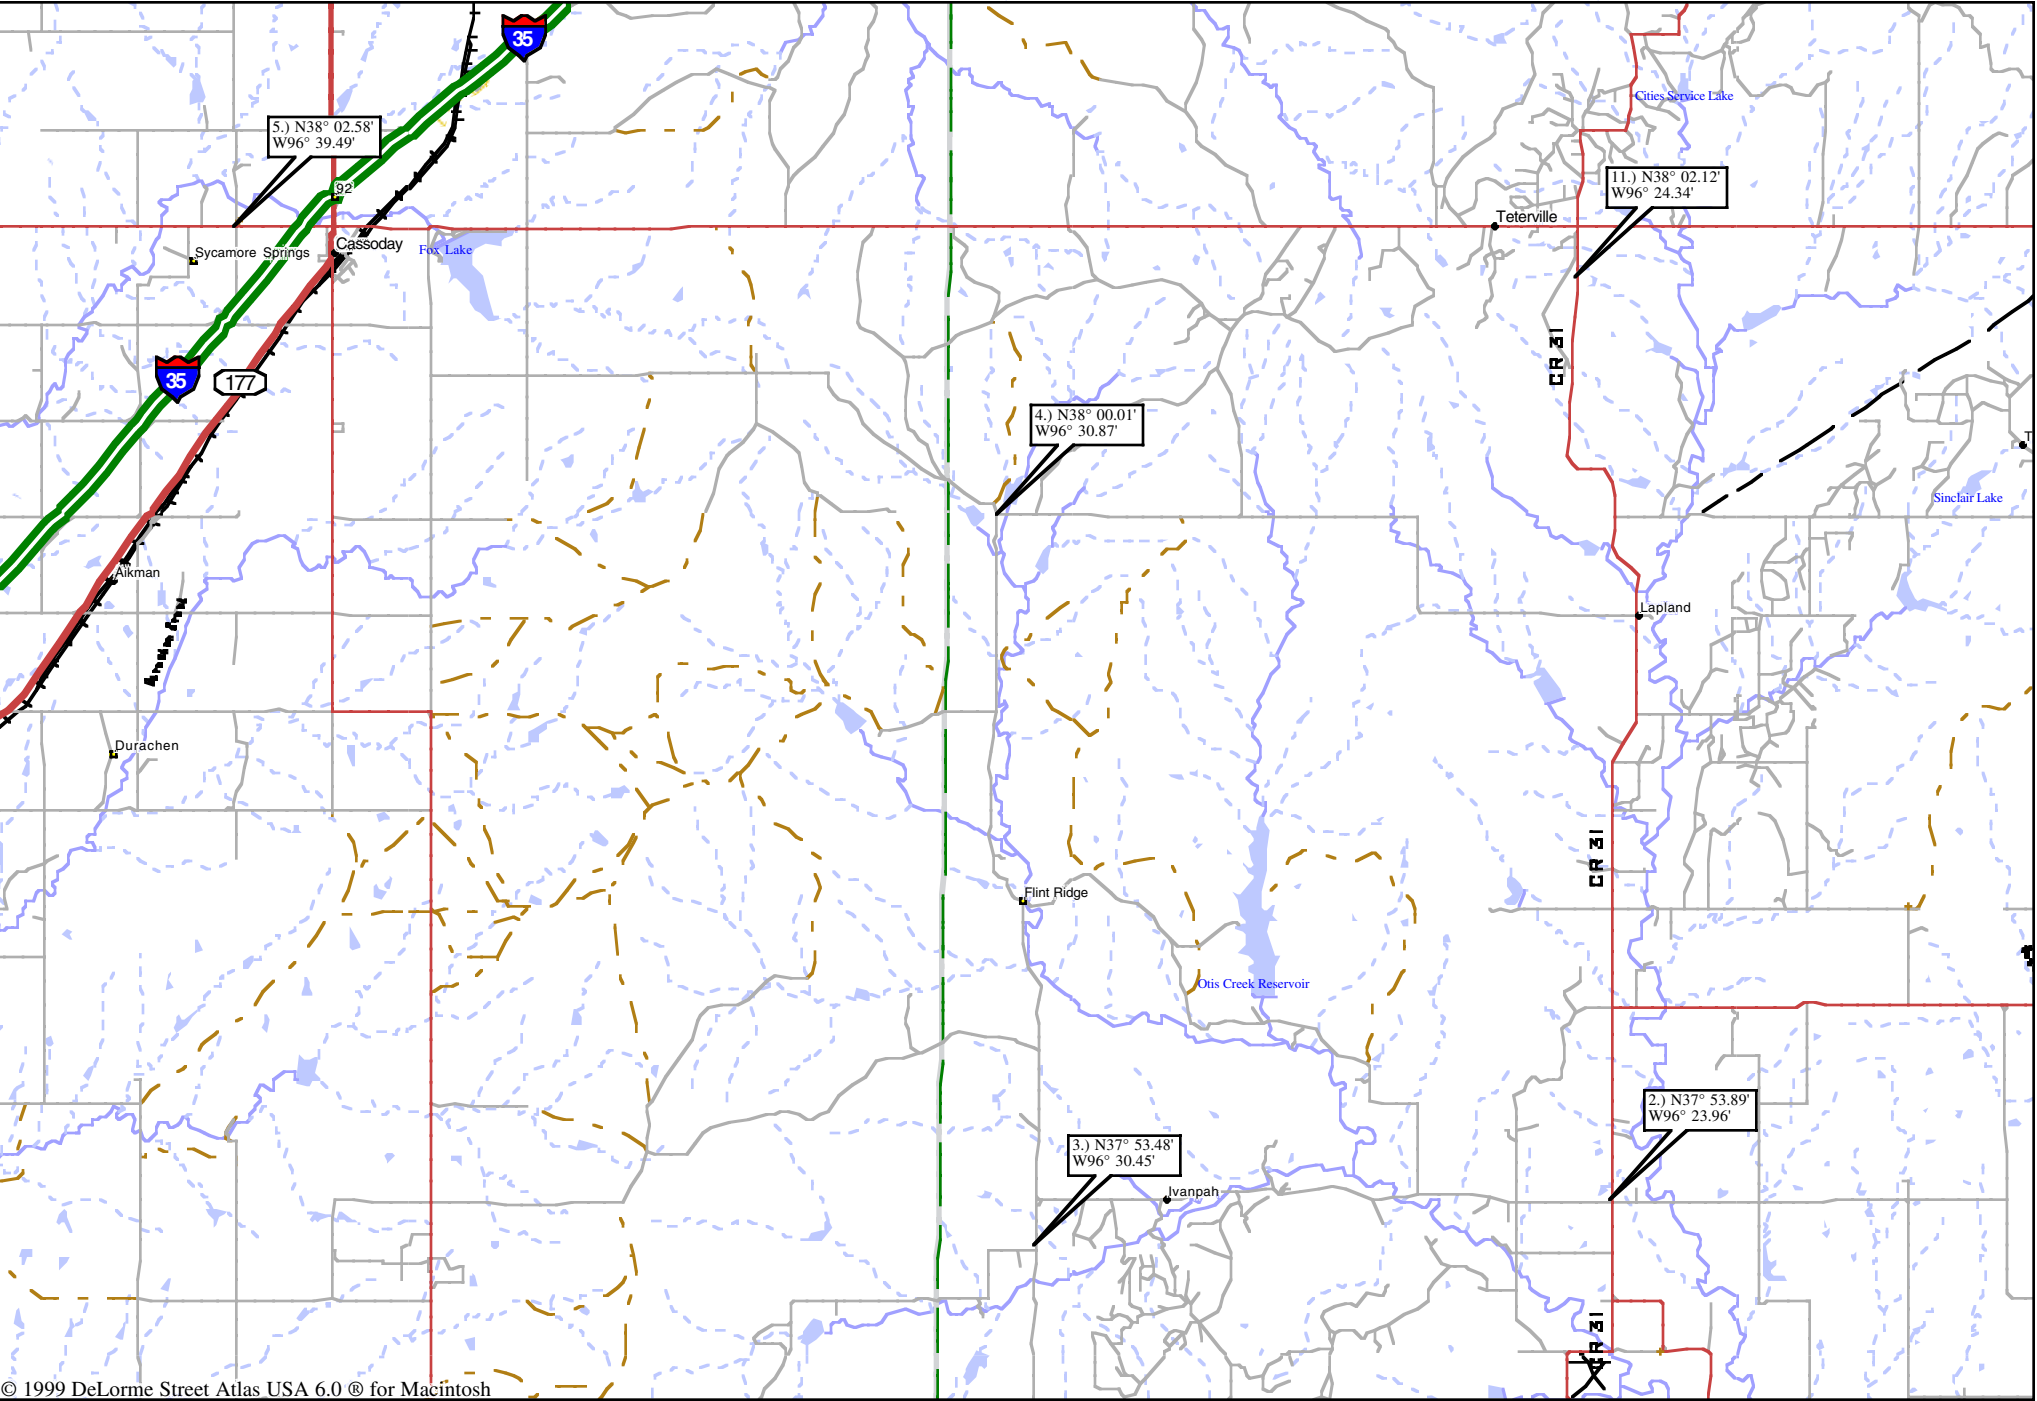 35
Cities Service Lake
5.) N38° 02.58'
W96° 39.49'
92
11.) N38° 02.12'
W96° 24.34'
Teterville
Cassoday
Sycamore Springs
Fox Lake
CR 31
35
177
4.) N38° 00.01'
W96° 30.87'
T
Sinclair Lake
Aikman
Lapland
Durachen
CR 31
Flint Ridge
Otis Creek Reservoir
2.) N37° 53.89'
W96° 23.96'
3.) N37° 53.48'
W96° 30.45'
Ivanpah
CR 31
© 1999 DeLorme Street Atlas USA 6.0 ® for Macintosh